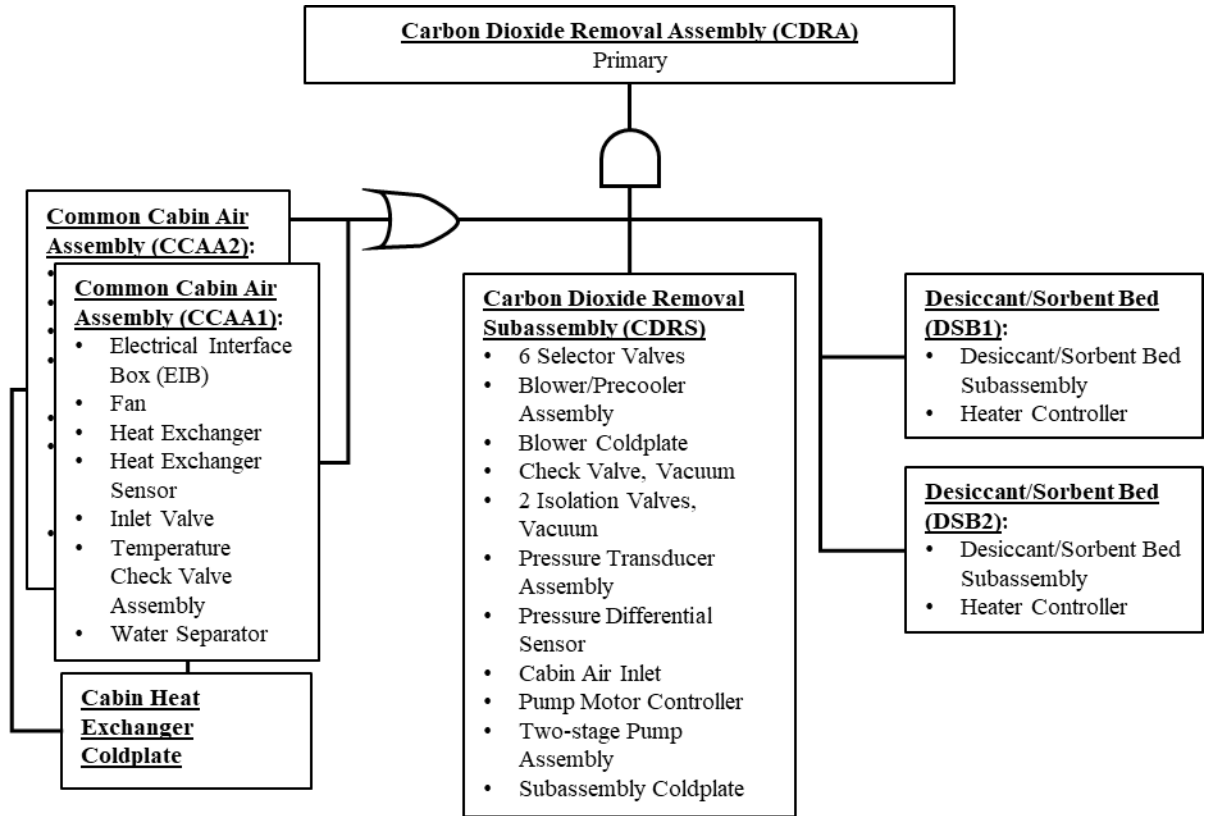 Carbon Dioxide Removal Assembly (CDRA)
Primary
Common Cabin Air
Assembly (CCAA2):
Common Cabin Air
Assembly (CCAA1):
• Electrical Interface
Box (EIB)
• Fan
• Heat Exchanger
• Heat Exchanger
Sensor
• Inlet Valve
• Temperature
Check Valve
Assembly
• Water Separator
Cabin Heat
Exchanger
Coldplate
Carbon Dioxide Removal
Subassembly (CDRS)
• 6 Selector Valves
• Blower/Precooler
Assembly
• Blower Coldplate
• Check Valve, Vacuum
• 2 Isolation Valves,
Vacuum
• Pressure Transducer
Assembly
• Pressure Differential
Sensor
• Cabin Air Inlet
• Pump Motor Controller
• Two-stage Pump
Assembly
• Subassembly Coldplate
Desiccant/Sorbent Bed
(DSB1):
• Desiccant/Sorbent Bed
Subassembly
• Heater Controller
Desiccant/Sorbent Bed
(DSB2):
• Desiccant/Sorbent Bed
Subassembly
• Heater Controller